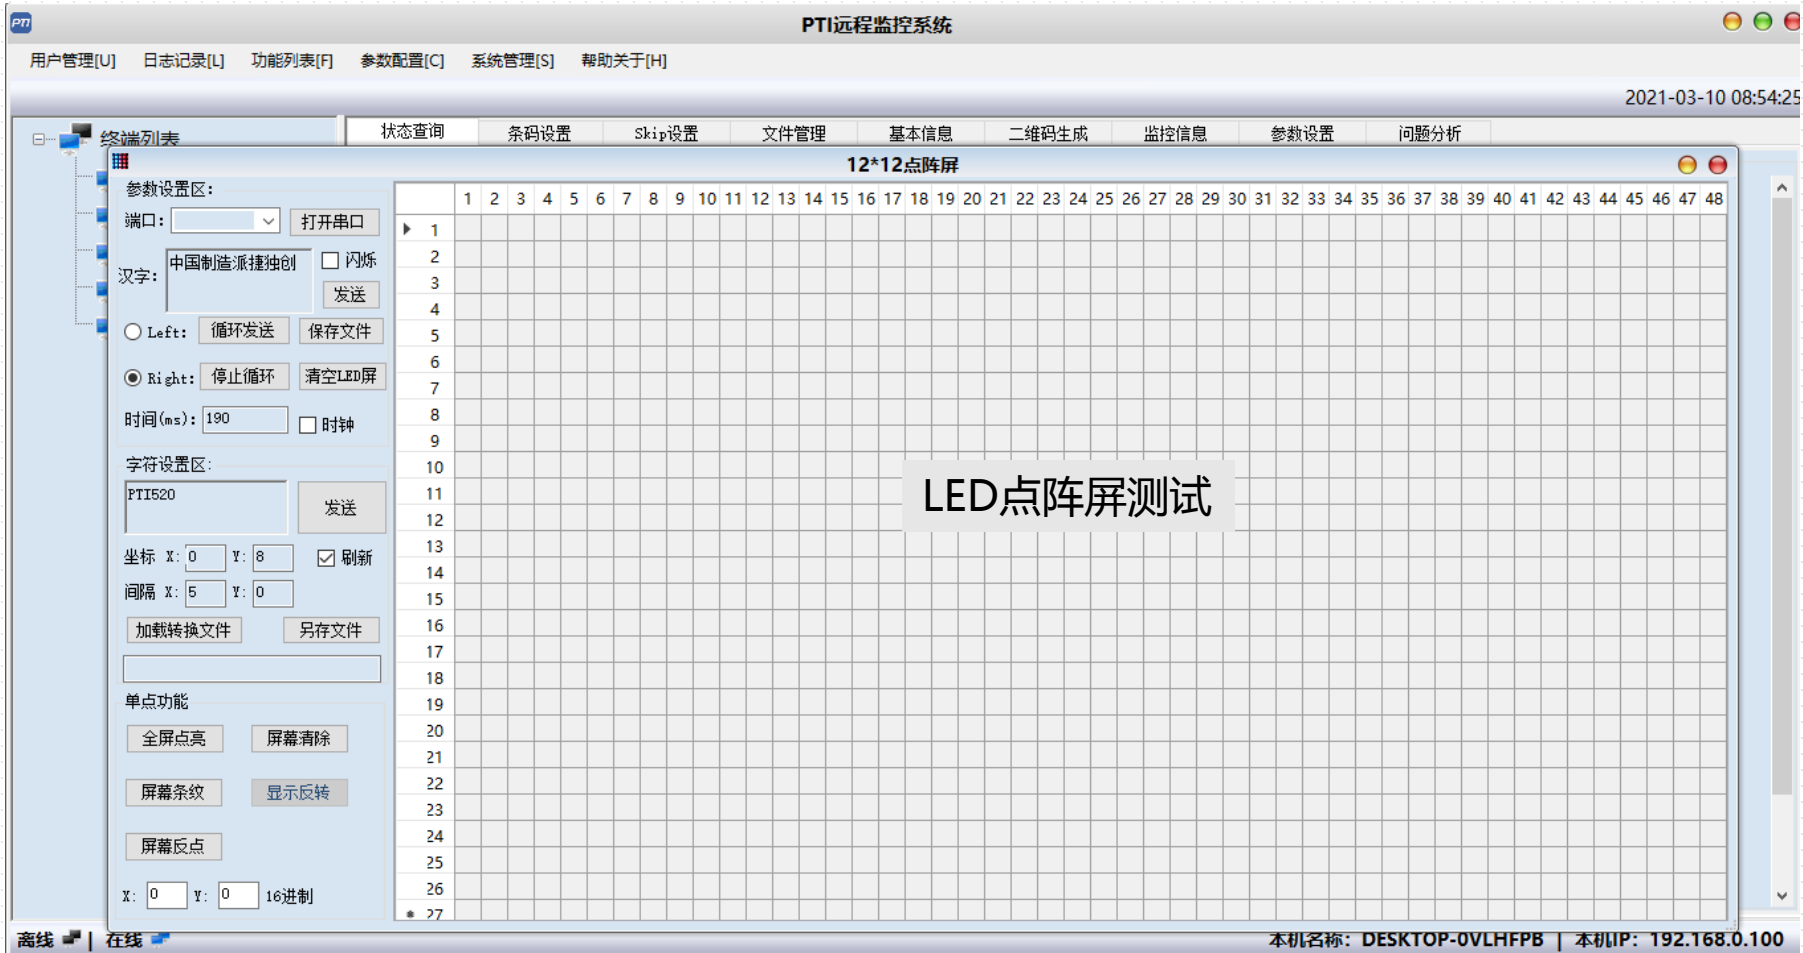 PTI
PTI远程监控系统
用户管理[U] 日志记录[L] 功能列表[F] 参数配置[C] 系统管理[S] 帮助关于[H]
2021-03-10 08:54:25
终端列表
状态查询 条码设置 Skip设置 文件管理 基本信息 二维码生成 监控信息 参数设置 问题分析
12*12点阵屏
参数设置区:
端口: 打开串口
汉字: 中国制造派捷独创 闪烁
发送
Left: 循环发送 保存文件
Right: 停止循环 清空LED屏
时间(ms): 190 时钟
字符设置区:
PTI520 发送
坐标 X: 0 Y: 8 刷新
间隔 X: 5 Y: 0
加载转换文件 另存文件
单点功能
全屏点亮 屏幕清除
屏幕条纹 显示反转
屏幕反点
X: 0 Y: 0 16进制
1 2 3 4 5 6 7 8 9 10 11 12 13 14 15 16 17 18 19 20 21 22 23 24 25 26 27 28 29 30 31 32 33 34 35 36 37 38 39 40 41 42 43 44 45 46 47 48
1
2
3
4
5
6
7
8
9
10
11
12
13
14
15
16
17
18
19
20
21
22
23
24
25
26
27
LED点阵屏测试
离线 | 在线
本机名称: DESKTOP-0VLHFPB | 本机IP: 192.168.0.100